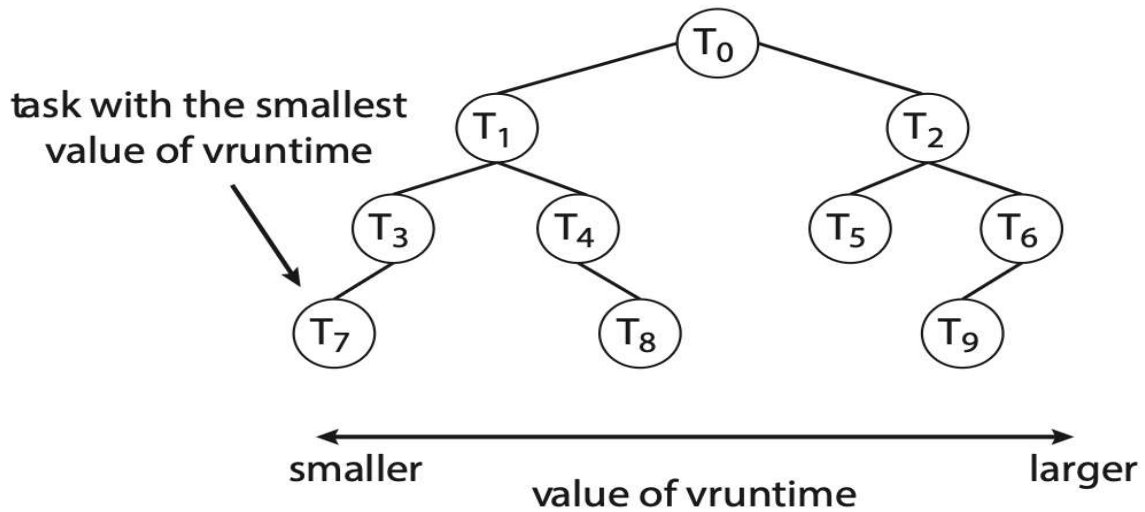 T0
task with the smallest
value of vruntime
T1
T2
T3
T4
T5
T6
T7
T8
T9
smaller
larger
value of vruntime